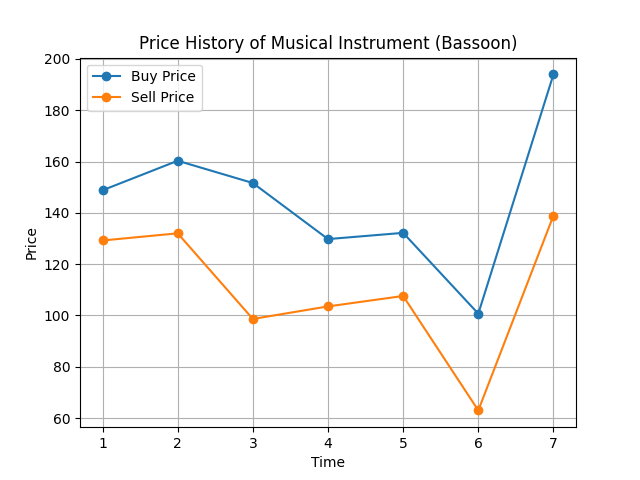 Price History of Musical Instrument (Bassoon)
Buy Price
Sell Price
Price
200
180
160
140
120
100
80
60
1 2 3 4 5 6 7
Time